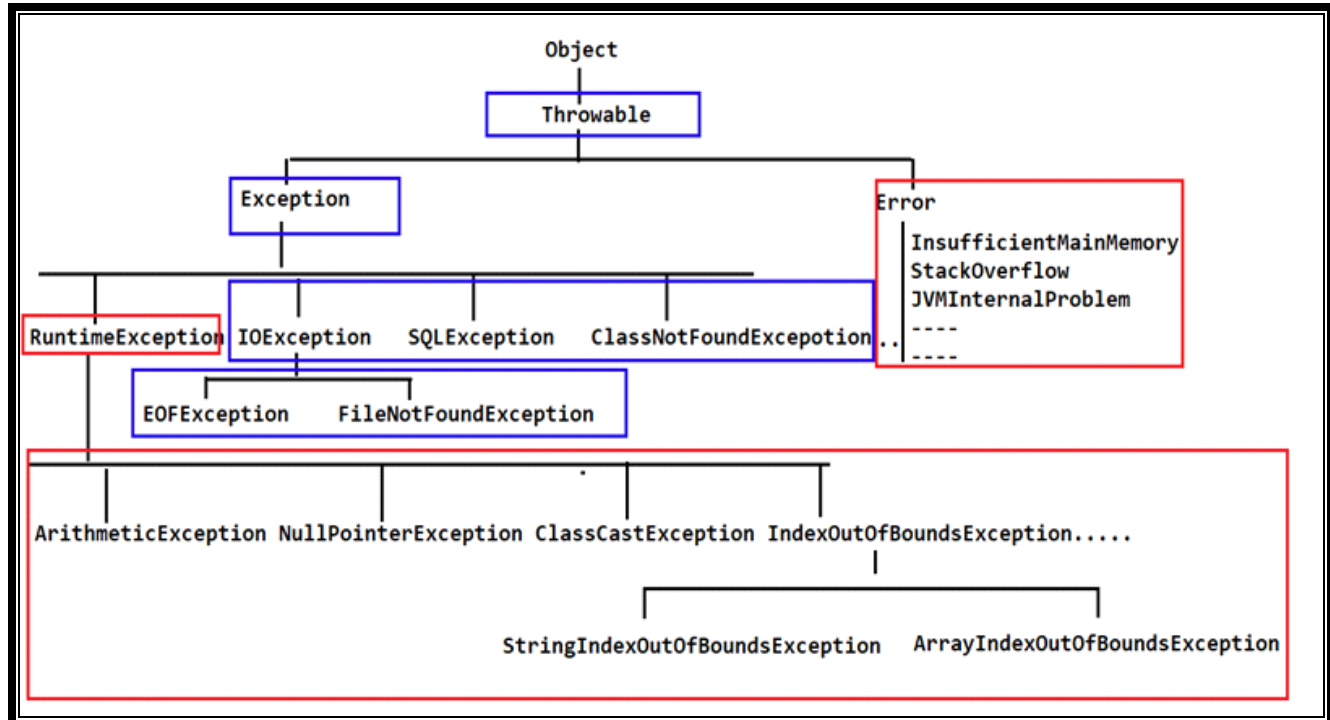 Object
Throwable
Exception
Error
InsufficientMainMemory
StackOverflow
JVMInternalProblem
----
----
RuntimeException IOException SQLException ClassNotFoundExcepotion ..
EOFException FileNotFoundException
ArithmeticException NullPointerException ClassCastException IndexOutOfBoundsException.....
StringIndexOutOfBoundsException ArrayIndexOutOfBoundsException